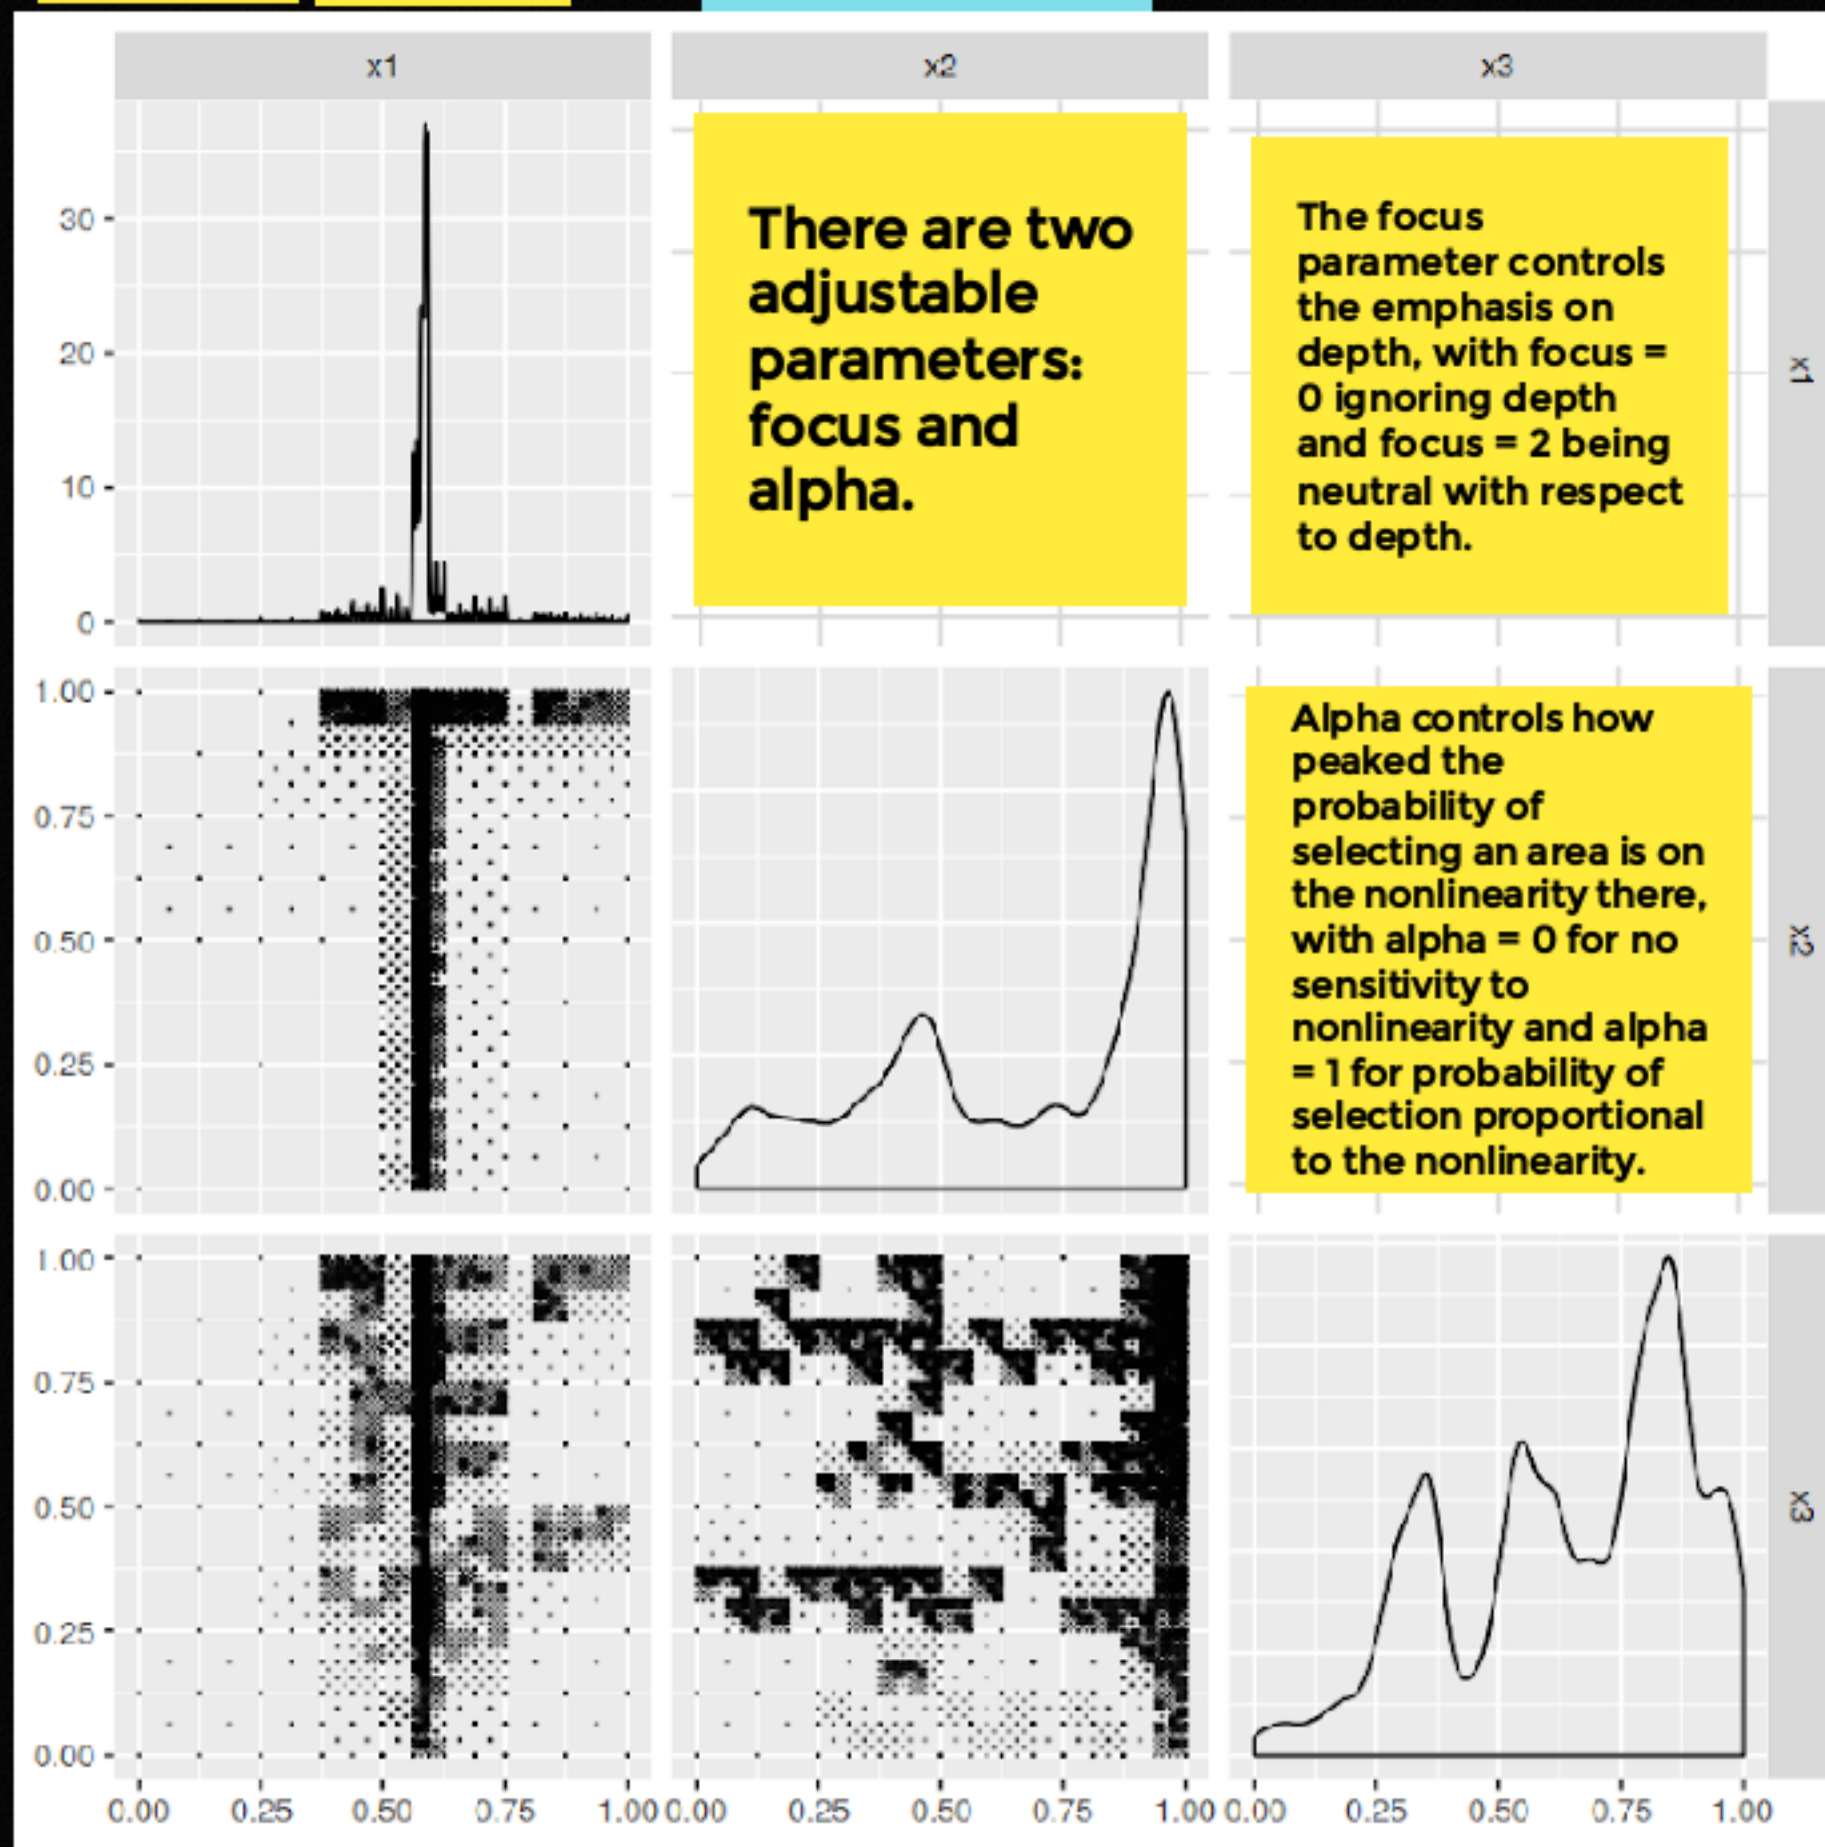 x1
x2
x3
30
20
10
0
There are two
adjustable
parameters:
focus and
alpha.
The focus
parameter controls
the emphasis on
depth, with focus =
0 ignoring depth
and focus = 2 being
neutral with respect
to depth.
x1
1.00
0.75
0.50
0.25
0.00
Alpha controls how
peaked the
probability of
selecting an area is on
the nonlinearity there,
with alpha = 0 for no
sensitivity to
nonlinearity and alpha
= 1 for probability of
selection proportional
to the nonlinearity.
x2
1.00
0.75
0.50
0.25
0.00
x3
0.00 0.25 0.50 0.75 1.00
0.00 0.25 0.50 0.75 1.00
0.00 0.25 0.50 0.75 1.00